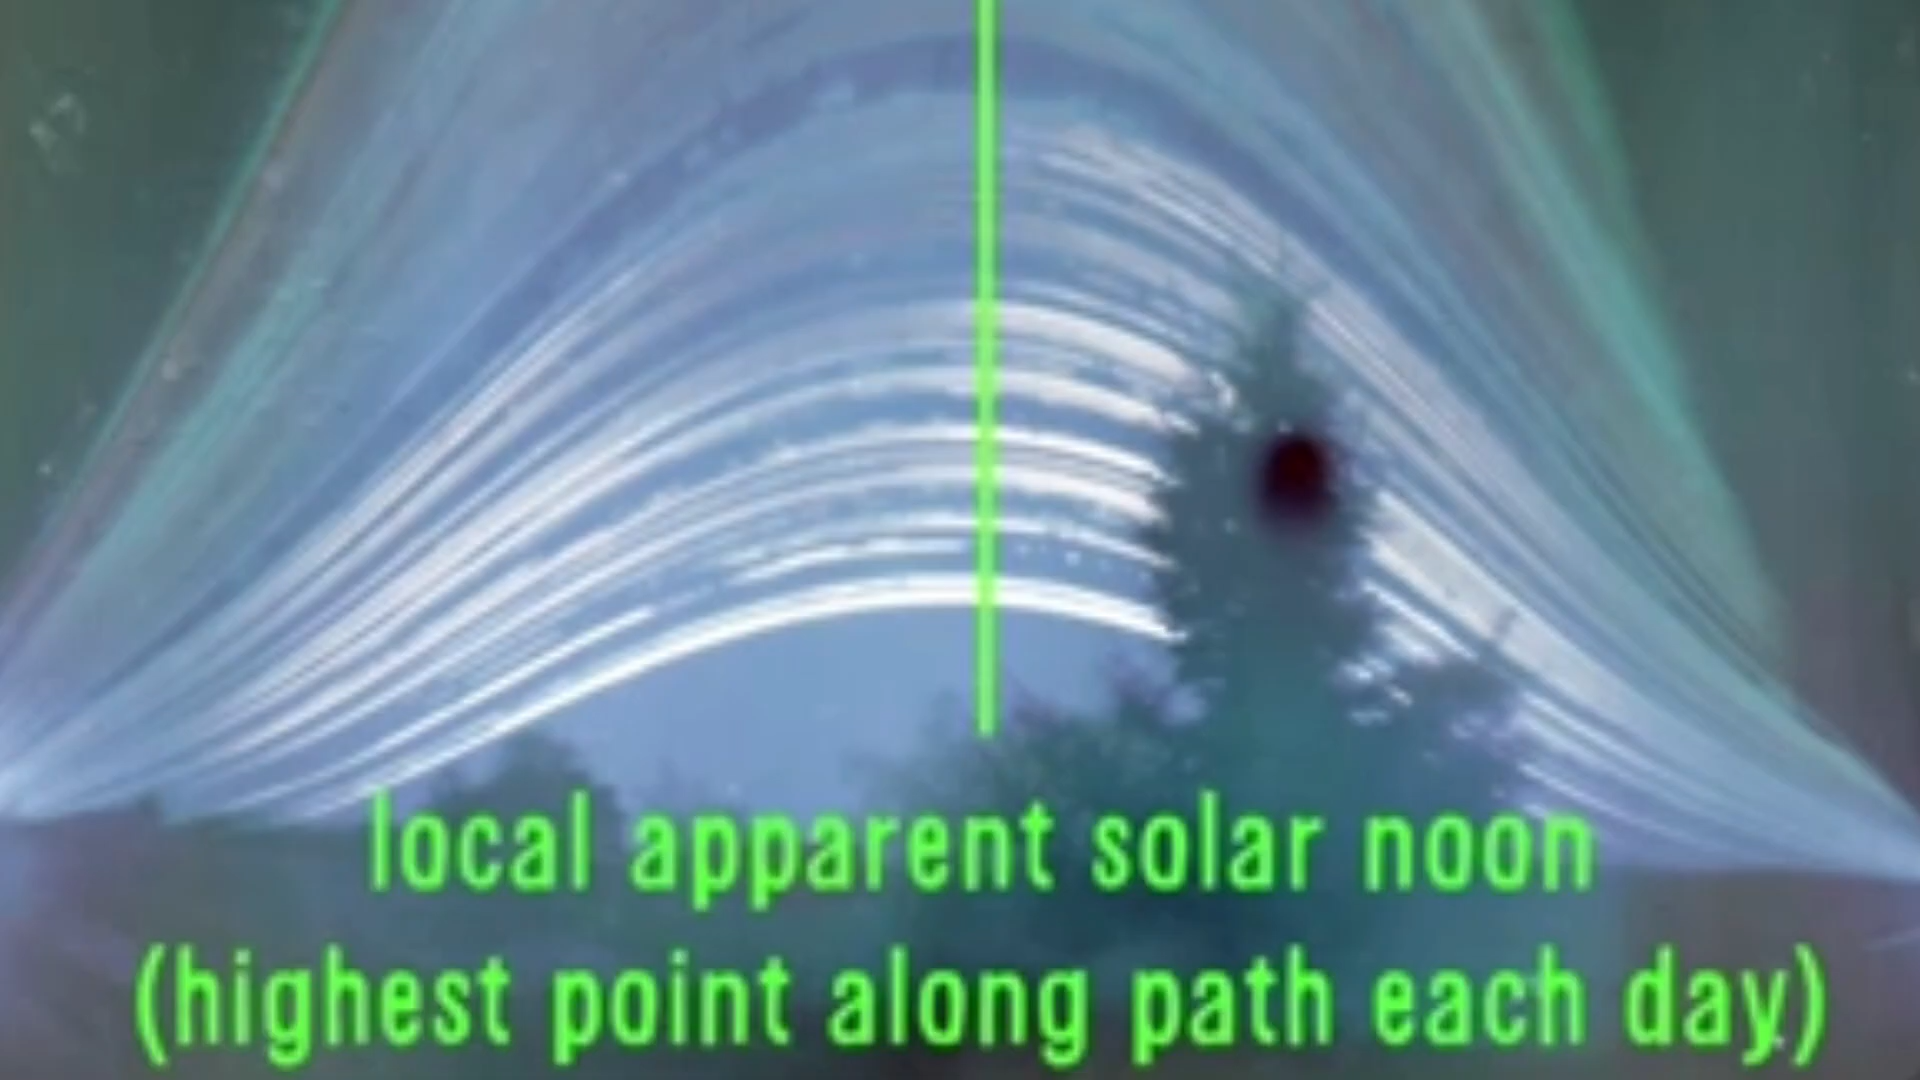 local apparent solar noon
(highest point along path each day)